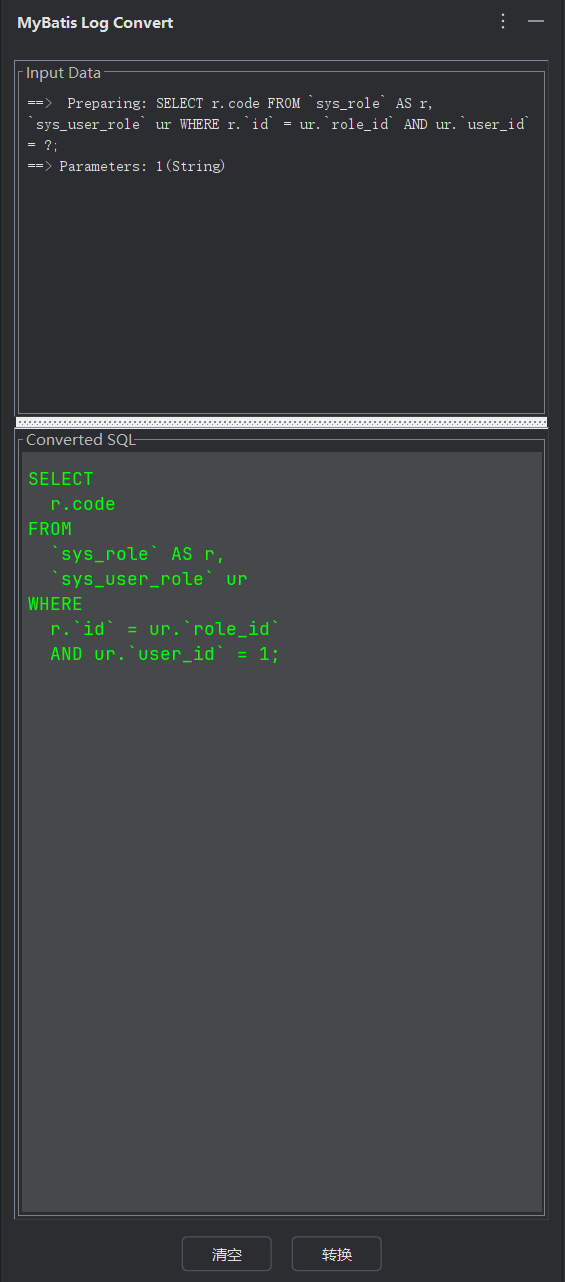 MyBatis Log Convert
Input Data
==>  Preparing: SELECT r.code FROM `sys_role` AS r,
`sys_user_role` ur WHERE r.`id` = ur.`role_id` AND ur.`user_id`
= ?;
==> Parameters: 1(String)
Converted SQL
SELECT
  r.code
FROM
  `sys_role` AS r,
  `sys_user_role` ur
WHERE
  r.`id` = ur.`role_id`
  AND ur.`user_id` = 1;
清空 转换